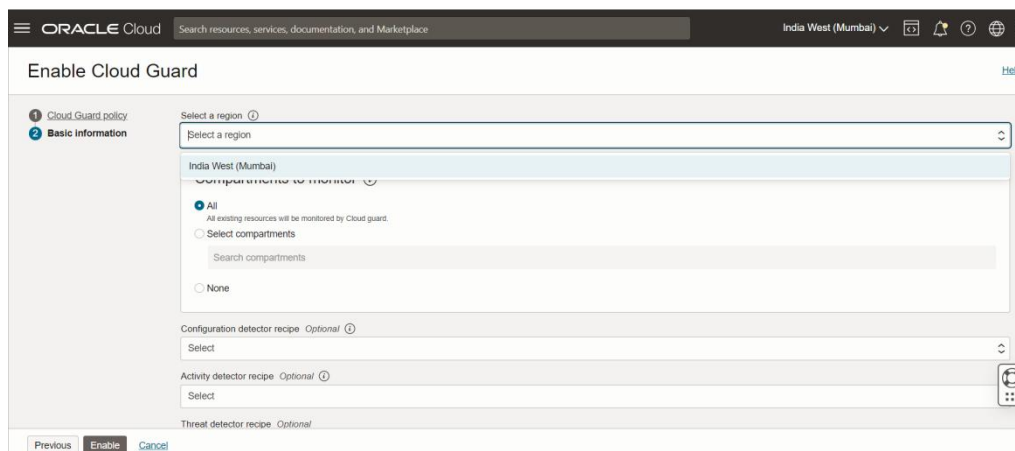 ORACLE Cloud
Search resources, services, documentation, and Marketplace
India West (Mumbai)
Enable Cloud Guard
1 Cloud Guard policy
2 Basic information
Select a region
Select a region
India West (Mumbai)
Compartments to monitor
All
All existing resources will be monitored by Cloud guard.
Select compartments
Search compartments
None
Configuration detector recipe Optional
Select
Activity detector recipe Optional
Select
Threat detector recipe Optional
Previous Enable Cancel